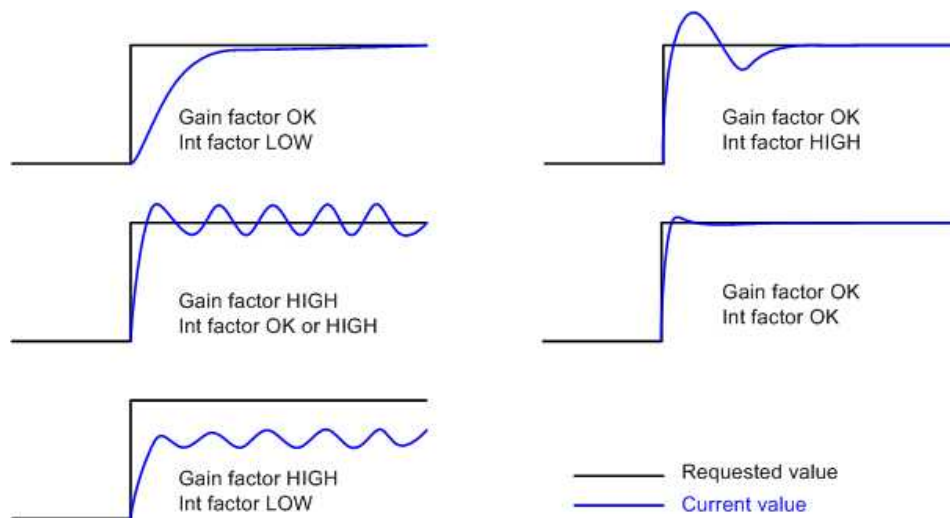 Gain factor OK
Int factor LOW
Gain factor OK
Int factor HIGH
Gain factor HIGH
Int factor OK or HIGH
Gain factor OK
Int factor OK
Gain factor HIGH
Int factor LOW
Requested value
Current value